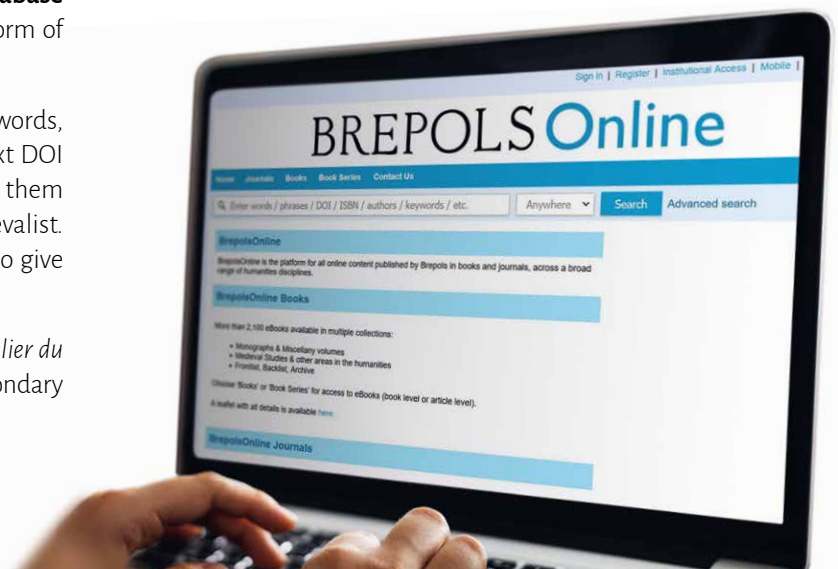 abase
orm of
words,
xt DOI
them
evalist.
o give
lier du
ondary
Sign in | Register | Institutional Access | Mobile |
BREPOLS Online
Home Journals Books Book Series Contact Us
Enter words / phrases / DOI / ISBN / authors / keywords / etc. Anywhere Search Advanced search
BrepolsOnline
BrepolsOnline is the platform for all online content published by Brepols in books and journals, across a broad
range of humanities disciplines.
BrepolsOnline Books
More than 2,100 eBooks available in multiple collections:
• Monographs & Miscellany volumes
• Medieval Studies & other areas in the humanities
• Frontlist, Backlist, Archive
Choose 'Books' or 'Book Series' for access to eBooks (book level or article level).
A leaflet with all details is available here
BrepolsOnline Journals